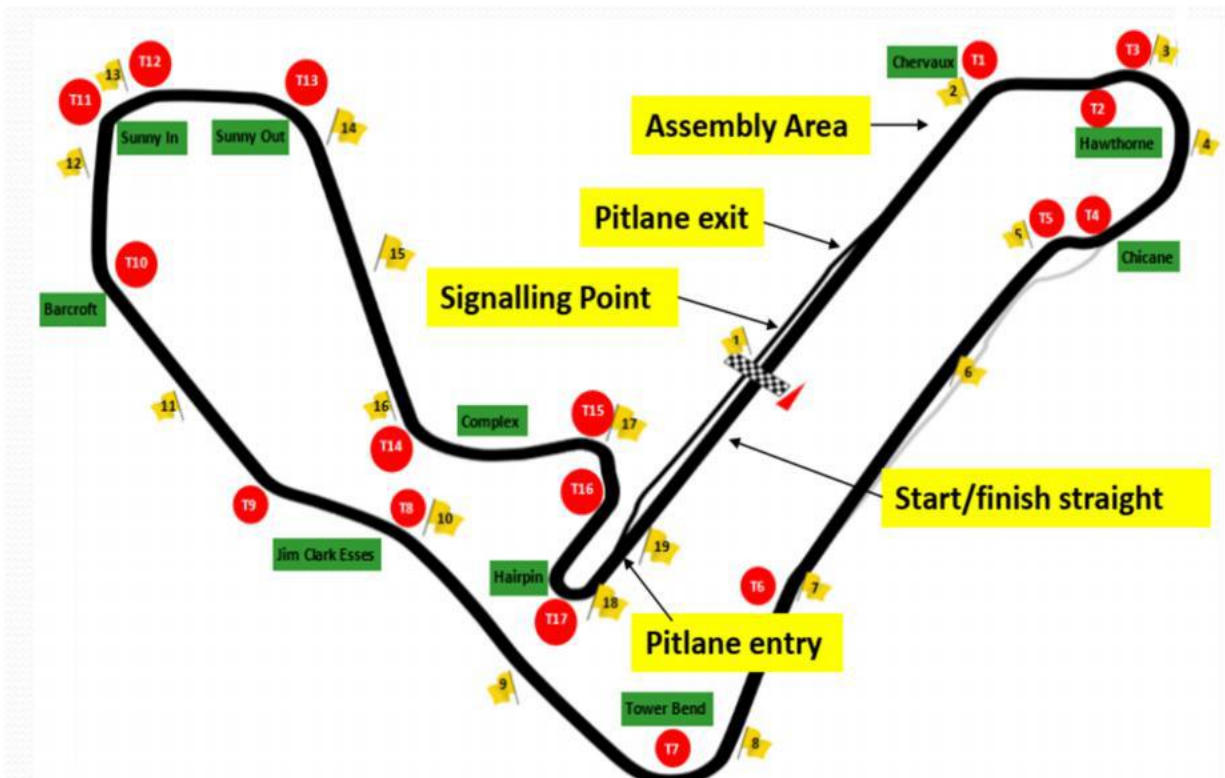 T12
13
T11
T13
Sunny In
Sunny Out
14
12
T10
Barcroft
15
11
16
T14
Complex
T15
17
T16
T9
T8
10
Jim Clark Esses
Hairpin
T17
18
19
9
Chervaux
T1
2
T3
3
T2
Hawthorne
4
T5
T4
5
Chicane
Assembly Area
Pitlane exit
Signalling Point
1
6
Start/finish straight
T6
7
Pitlane entry
Tower Bend
T7
8